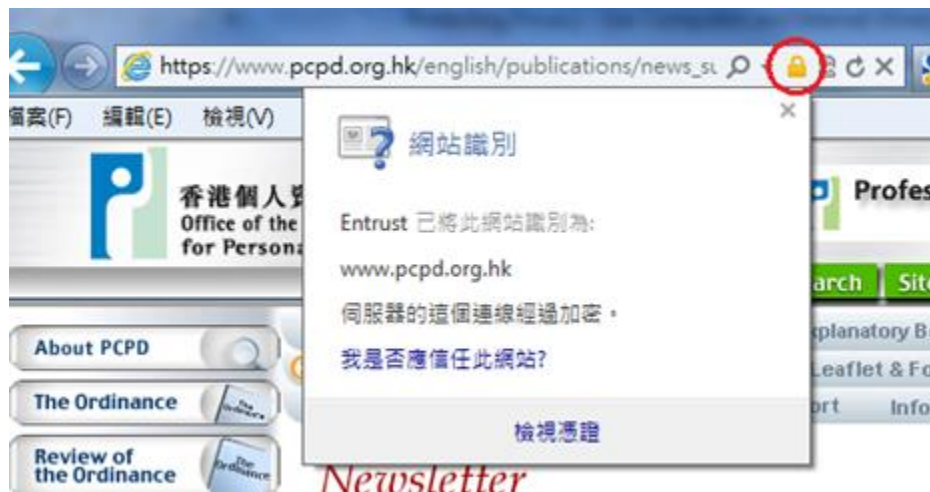 https://www.pcpd.org.hk/english/publications/news_su
檔案(F) 編輯(E) 檢視(V)
網站識別
香港個人資
Office of the
for Persona
Profes
Entrust 已將此網站識別為:
www.pcpd.org.hk
arch Site
伺服器的這個連線經過加密。
xplanatory B
About PCPD
我是否應信任此網站?
Leaflet & Fo
The Ordinance
ort Info
檢視憑證
Review of
the Ordinance
The
Ordinance
Newsletter